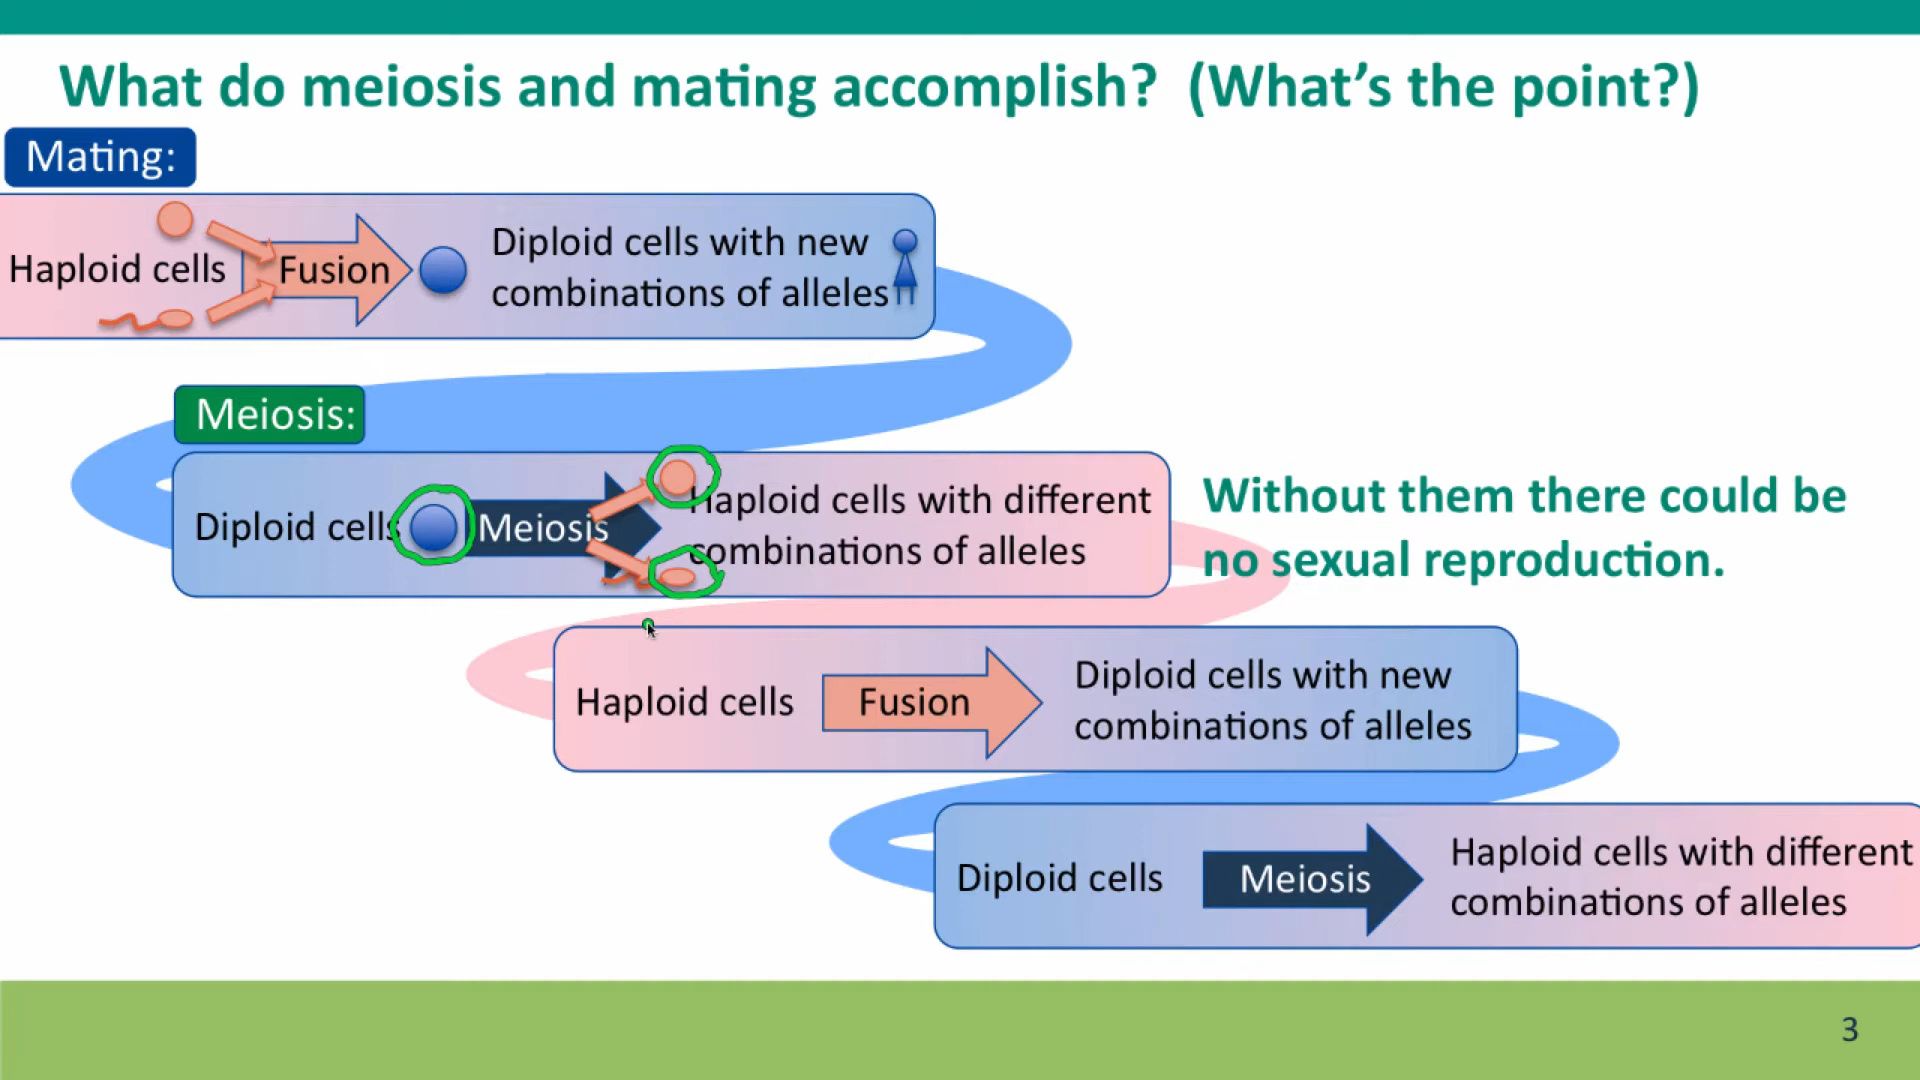 What do meiosis and mating accomplish? (What's the point?)
Mating:
Haploid cells
Fusion
Diploid cells with new
combinations of alleles
Meiosis:
Diploid cells
Meiosis
Haploid cells with different
combinations of alleles
Without them there could be
no sexual reproduction.
Haploid cells
Fusion
Diploid cells with new
combinations of alleles
Diploid cells
Meiosis
Haploid cells with different
combinations of alleles
3